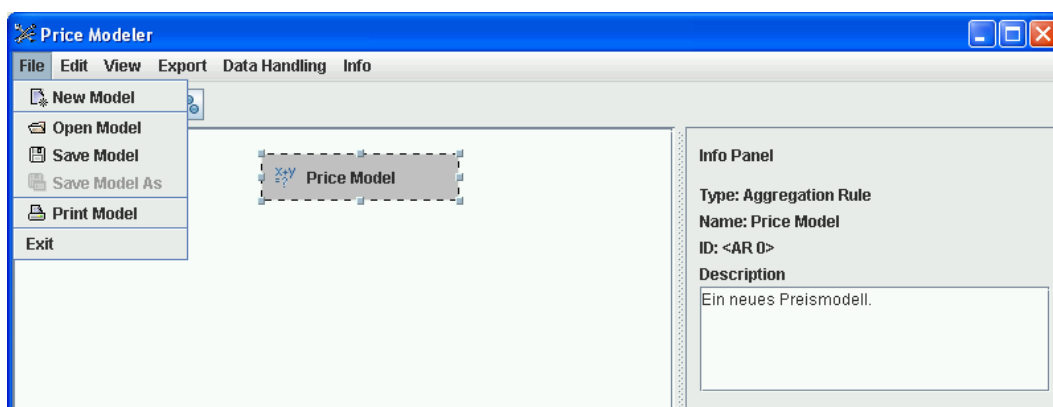 Price Modeler
File Edit View Export Data Handling Info
New Model
Open Model
Save Model
Save Model As
Print Model
Exit
x+y
=?
Price Model
Info Panel
Type: Aggregation Rule
Name: Price Model
ID: <AR 0>
Description
Ein neues Preismodell.